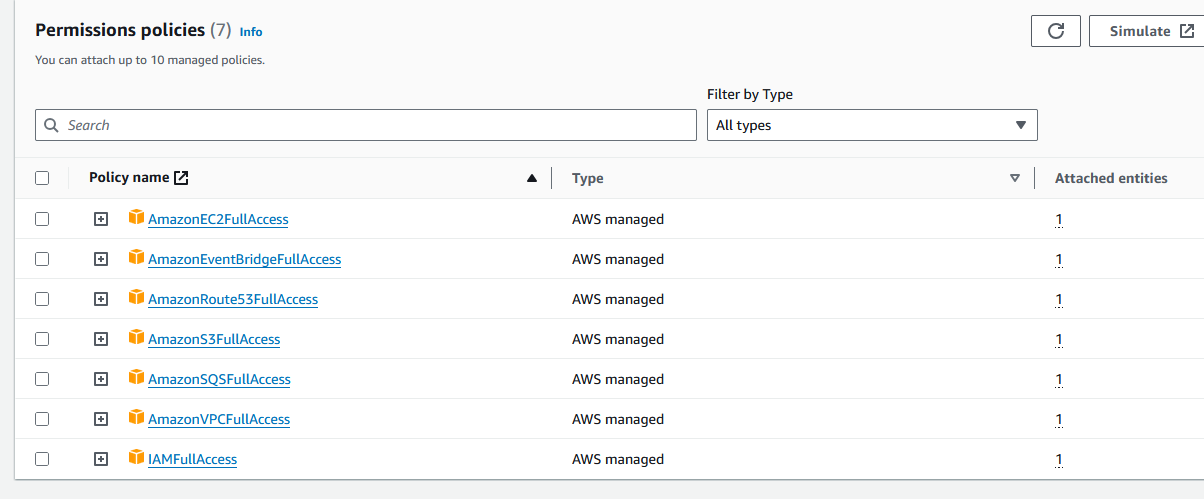 Permissions policies (7) Info
Simulate
You can attach up to 10 managed policies.
Filter by Type
Search
All types
Policy name Type Attached entities
AmazonEC2FullAccess AWS managed 1
AmazonEventBridgeFullAccess AWS managed 1
AmazonRoute53FullAccess AWS managed 1
AmazonS3FullAccess AWS managed 1
AmazonSQSFullAccess AWS managed 1
AmazonVPCFullAccess AWS managed 1
IAMFullAccess AWS managed 1